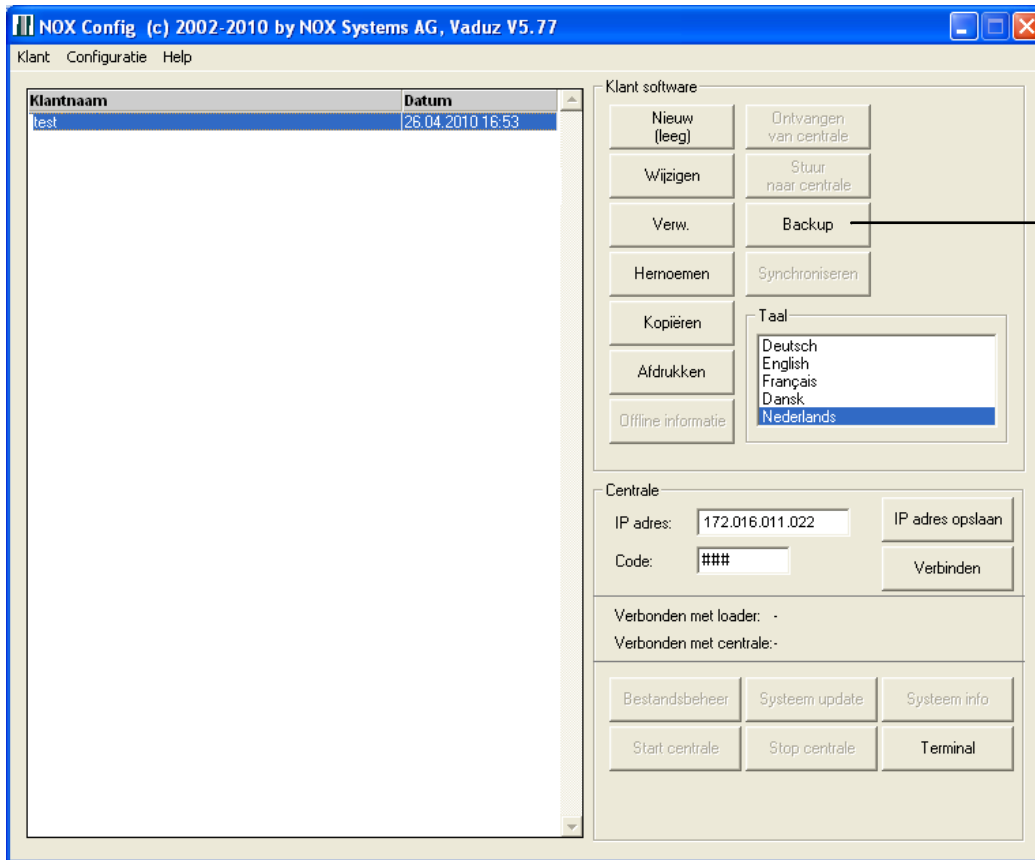 NOX Config (c) 2002-2010 by NOX Systems AG, Vaduz V5.77
Klant Configuratie Help
Klantnaam Datum
test 26.04.2010 16:53
Klant software
Nieuw
(leeg)
Ontvangen
van centrale
Wijzigen
Stuur
naar centrale
Verw.
Backup
Hernoemen
Synchroniseren
Kopiëren
Afdrukken
Offline informatie
Taal
Deutsch
English
Français
Dansk
Nederlands
Centrale
IP adres: 172.016.011.022
IP adres opslaan
Code: ###
Verbinden
Verbonden met loader: -
Verbonden met centrale:-
Bestandsbeheer Systeem update Systeem info
Start centrale Stop centrale Terminal